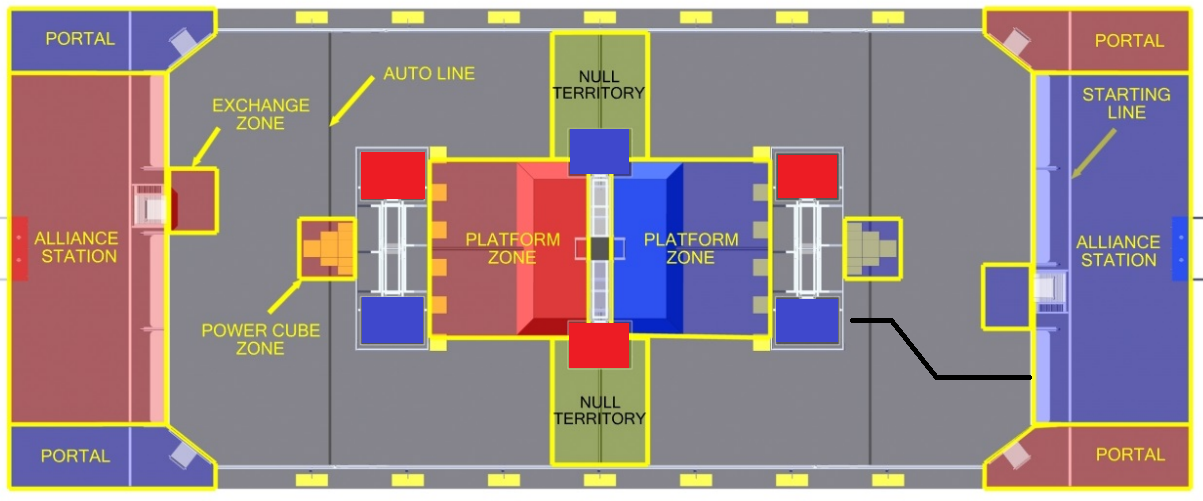 PORTAL
PORTAL
AUTO LINE
NULL
TERRITORY
STARTING
LINE
EXCHANGE
ZONE
ALLIANCE
STATION
PLATFORM
ZONE
PLATFORM
ZONE
ALLIANCE
STATION
POWER CUBE
ZONE
NULL
TERRITORY
PORTAL
PORTAL